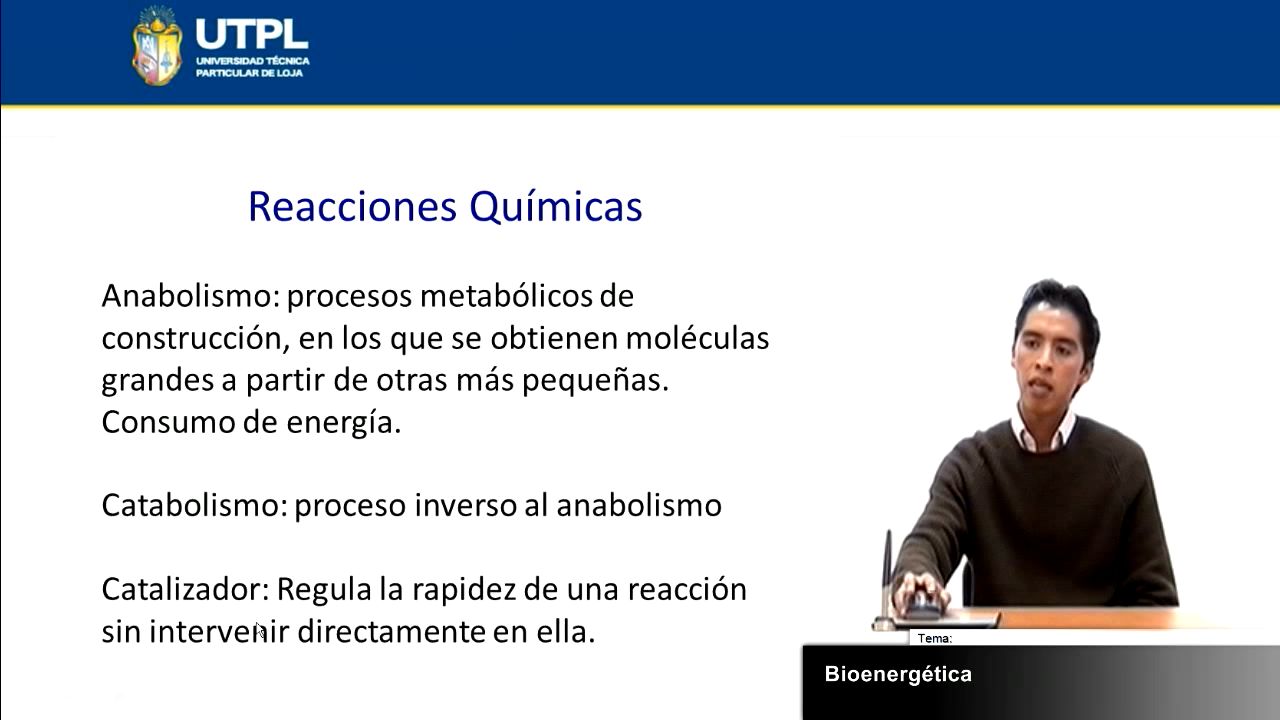 UTPL
UNIVERSIDAD TÉCNICA
PARTICULAR DE LOJA
Reacciones Químicas
Anabolismo: procesos metabólicos de
construcción, en los que se obtienen moléculas
grandes a partir de otras más pequeñas.
Consumo de energía.
Catabolismo: proceso inverso al anabolismo
Catalizador: Regula la rapidez de una reacción
sin intervenir directamente en ella.
Tema:
Bioenergética